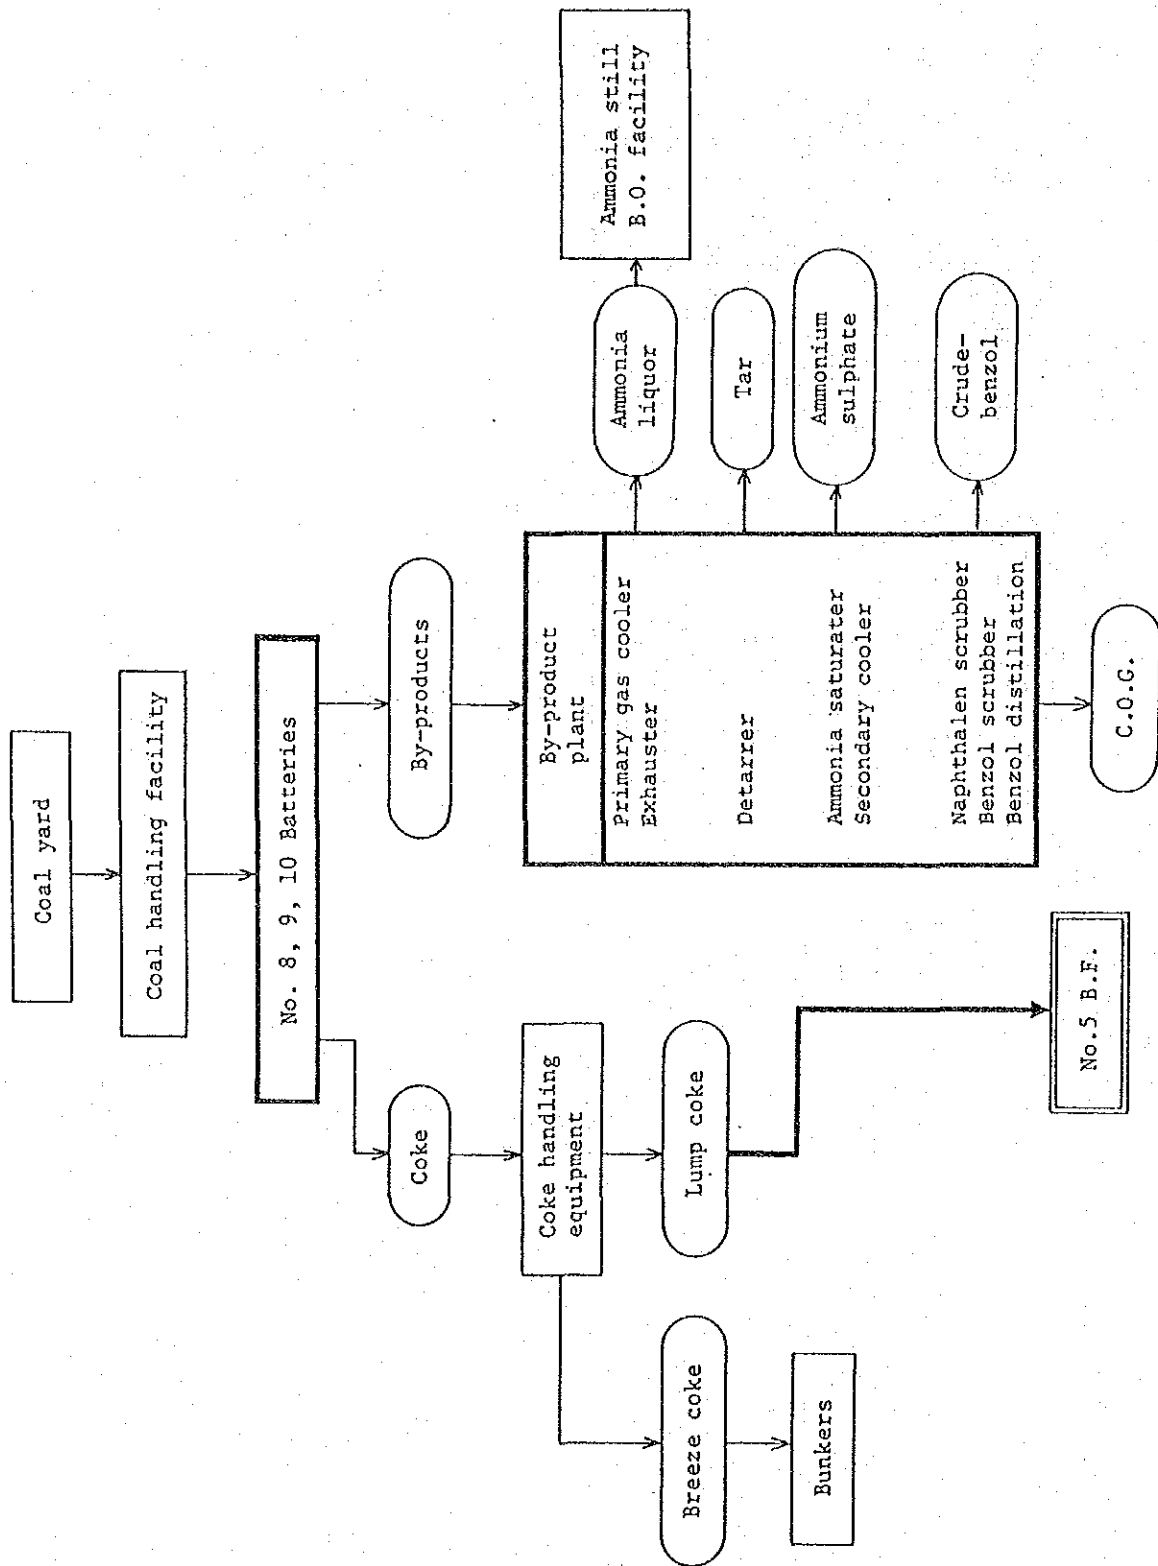 Coal yard
Coal handling facility
No. 8, 9, 10 Batteries
Coke
By-products
Coke handling
equipment
By-product
plant
Primary gas cooler
Exhauster
Detarrer
Ammonia saturater
Secondary cooler
Naphthalen scrubber
Benzol scrubber
Benzol distillation
Ammonia
liquor
Ammonia still
B.O. facility
Tar
Ammonium
sulphate
Crude-
benzol
Breeze coke
Lump coke
Bunkers
No.5 B.F.
C.O.G.